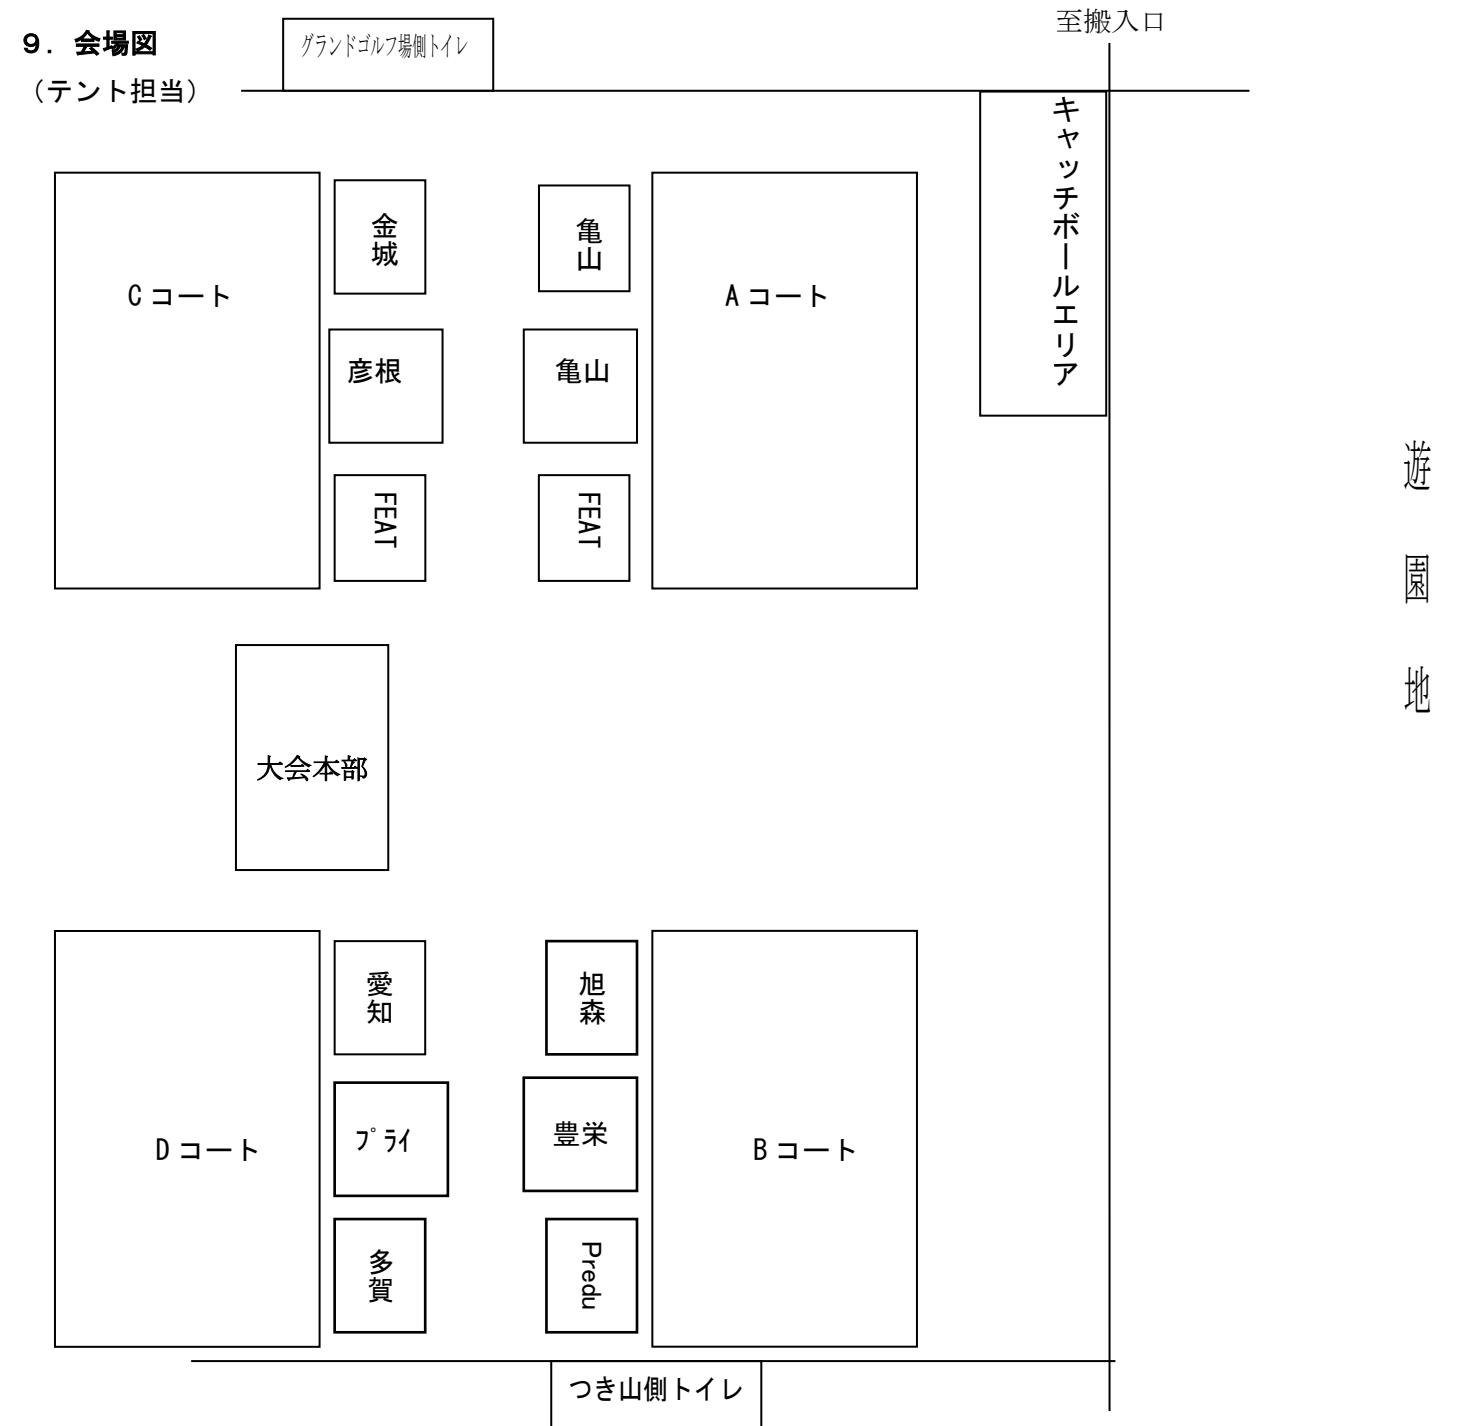 至搬入口
９．会場図
グランドゴルフ場側トイレ
（テント担当）
キャッチボールエリア
金城
亀山
Cコート
Aコート
彦根
亀山
FEAT
FEAT
遊園地
大会本部
愛知
旭森
Dコート
プライ
豊栄
Bコート
多賀
Predu
つき山側トイレ